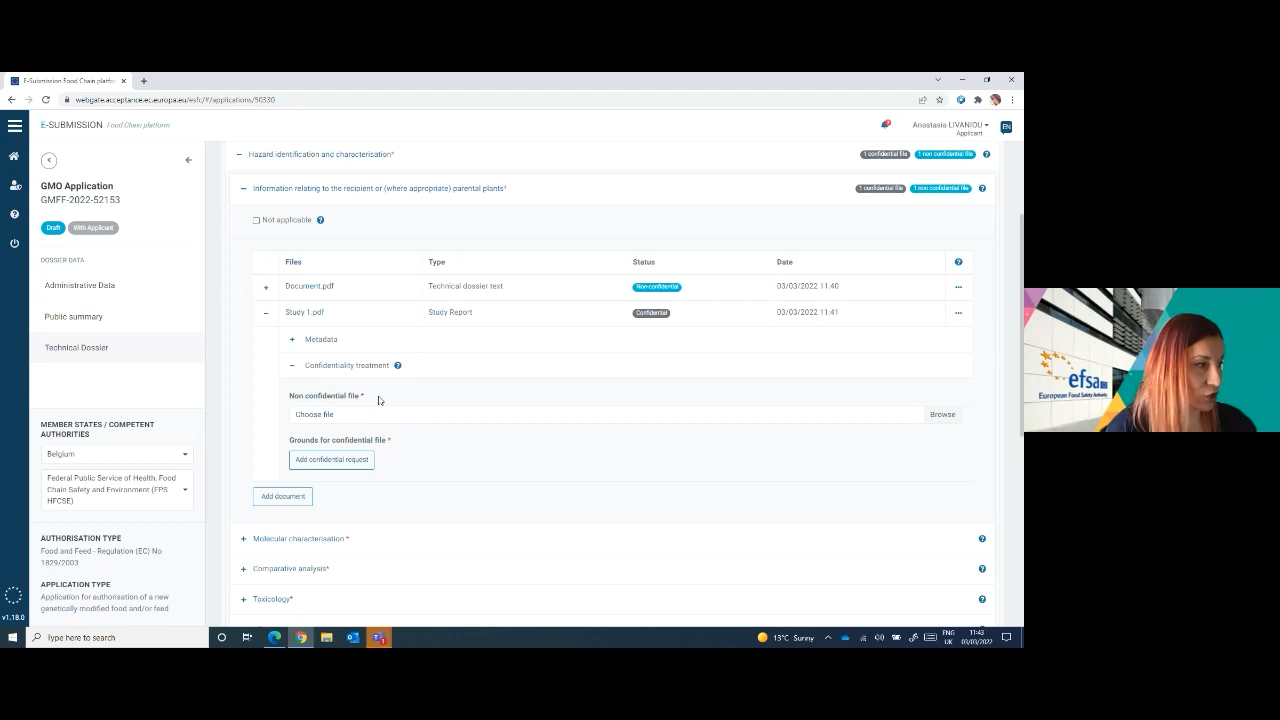 E-Submission Food Chain platfo
webgate.acceptance.ec.europa.eu/esfc/#/applications/50330
E-SUBMISSION Food Chain platform
Anastasia LIVANIOU
Applicant
EN
GMO Application
GMFF-2022-52153
Draft With Applicant
DOSSIER DATA
Administrative Data
Public summary
Technical Dossier
MEMBER STATES / COMPETENT
AUTHORITIES
Belgium
Federal Public Service of Health, Food
Chain Safety and Environment (FPS
HFCSE)
AUTHORISATION TYPE
Food and Feed - Regulation (EC) No
1829/2003
APPLICATION TYPE
Application for authorisation of a new
genetically modified food and/or feed
v1.18.0
Hazard identification and characterisation* 1 confidential file 1 non confidential file
Information relating to the recipient or (where appropriate) parental plants* 1 confidential file 1 non confidential file
Not applicable
Files Type Status Date
Document.pdf Technical dossier text Non-confidential 03/03/2022 11:40
Study 1.pdf Study Report Confidential 03/03/2022 11:41
Metadata
Confidentiality treatment
Non confidential file *
Choose file Browse
Grounds for confidential file *
Add confidential request
Add document
Molecular characterisation *
Comparative analysis*
Toxicology*
Type here to search
13°C Sunny
ENG
UK
11:43
03/03/2022
efsa
European Food Safety Authority